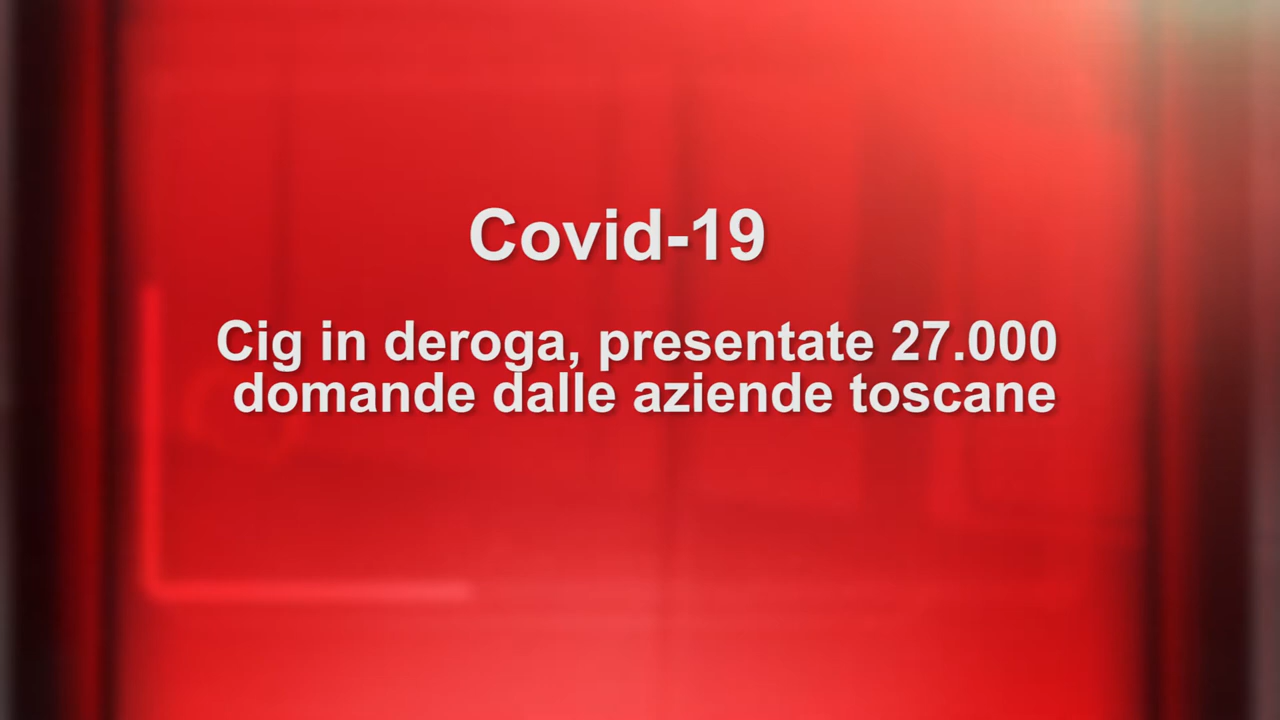 Covid-19
Cig in deroga, presentate 27.000
domande dalle aziende toscane